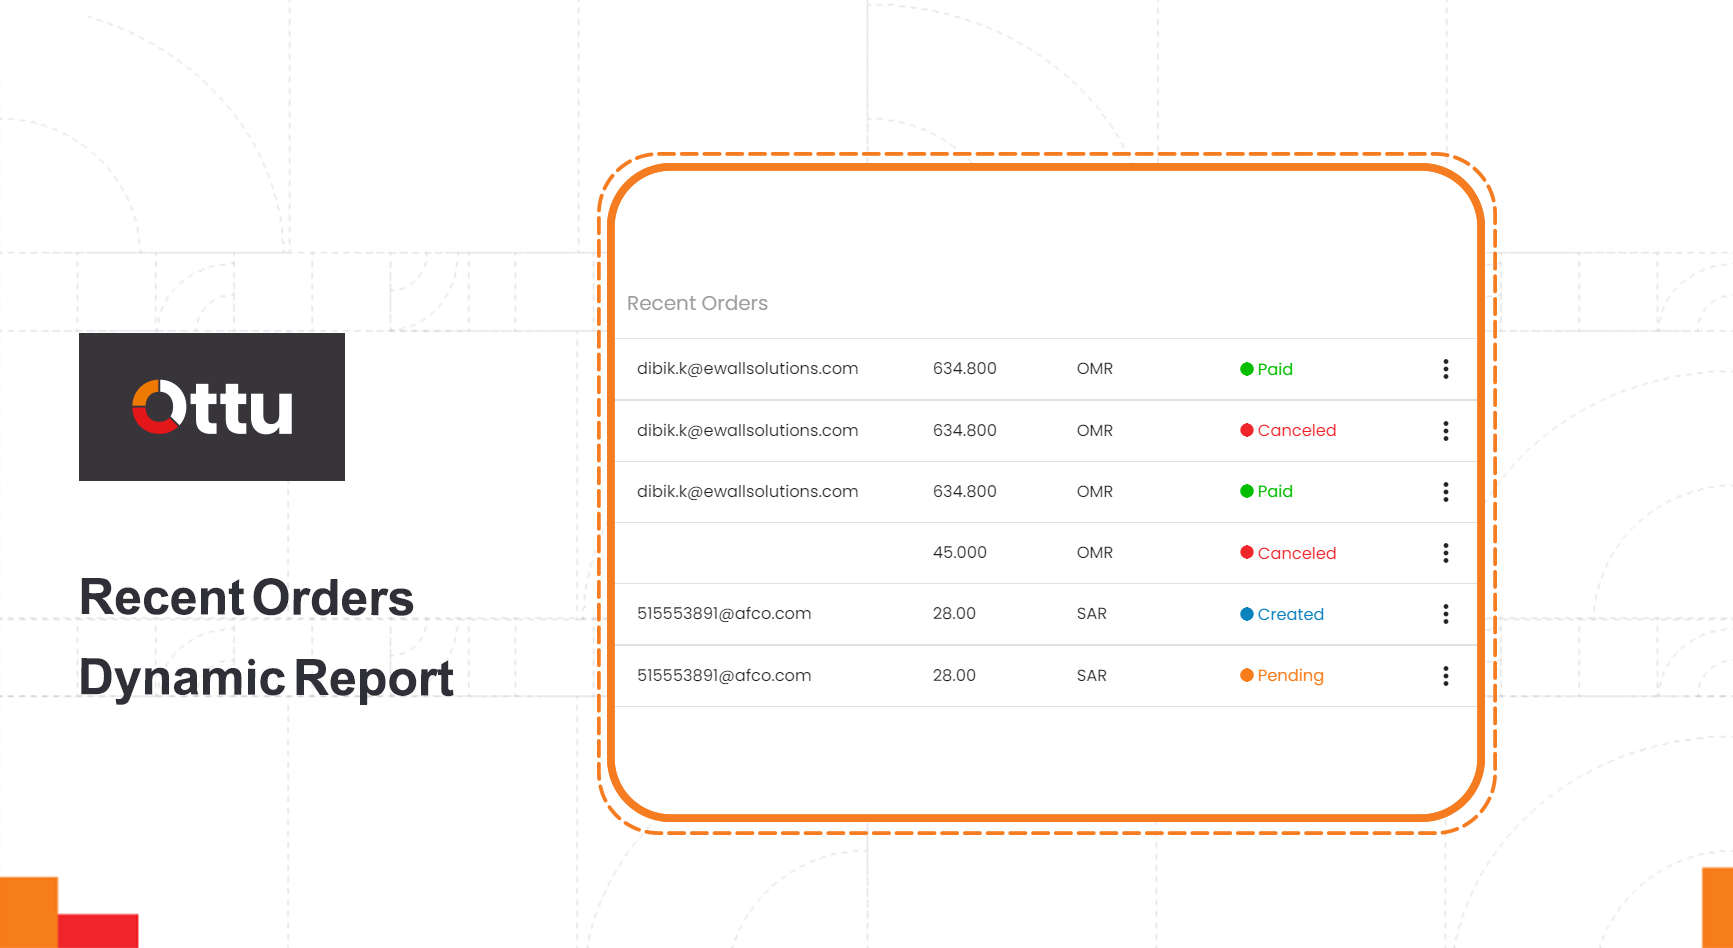 Ottu
Recent Orders
Dynamic Report
Recent Orders
dibik.k@ewallsolutions.com 634.800 OMR Paid
dibik.k@ewallsolutions.com 634.800 OMR Canceled
dibik.k@ewallsolutions.com 634.800 OMR Paid
45.000 OMR Canceled
515553891@afco.com 28.00 SAR Created
515553891@afco.com 28.00 SAR Pending